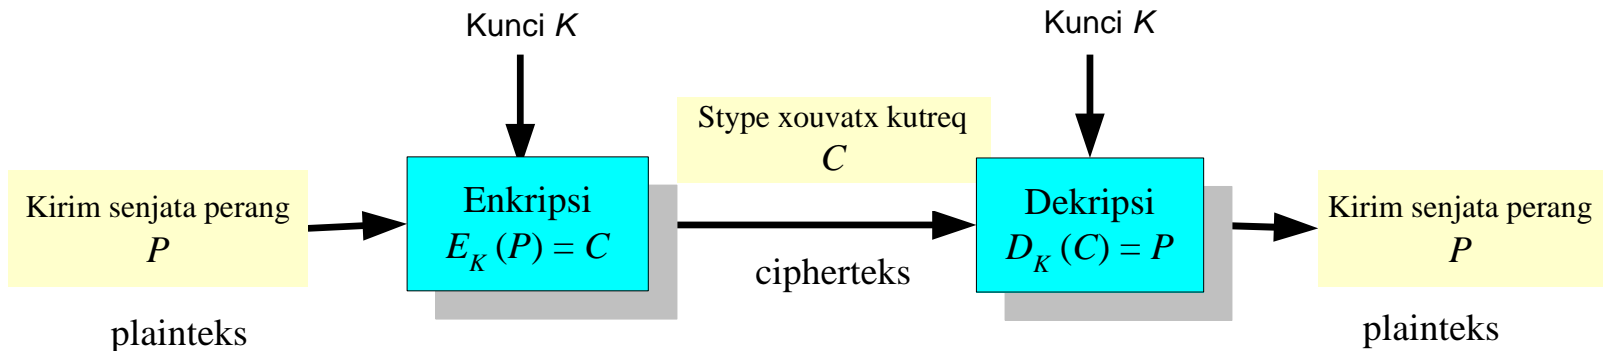 Kunci K
Kunci K
Stype xouvatx kutreq
C
Kirim senjata perang
P
Enkripsi
E_K (P) = C
Dekripsi
D_K (C) = P
Kirim senjata perang
P
cipherteks
plainteks
plainteks